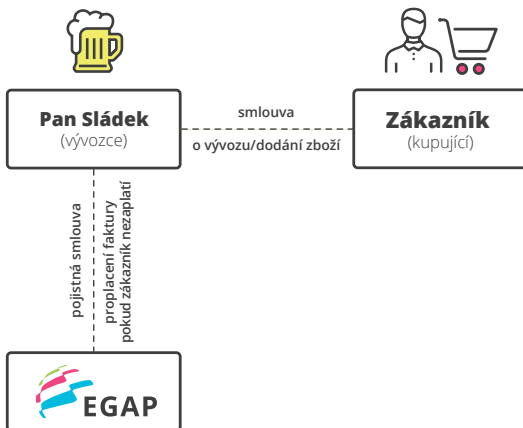 Pan Sládek
(vývozce)
smlouva
o vývozu/dodání zboží
Zákazník
(kupující)
pojistná smlouva
proplacení faktury
pokud zákazník nezaplatí
EGAP